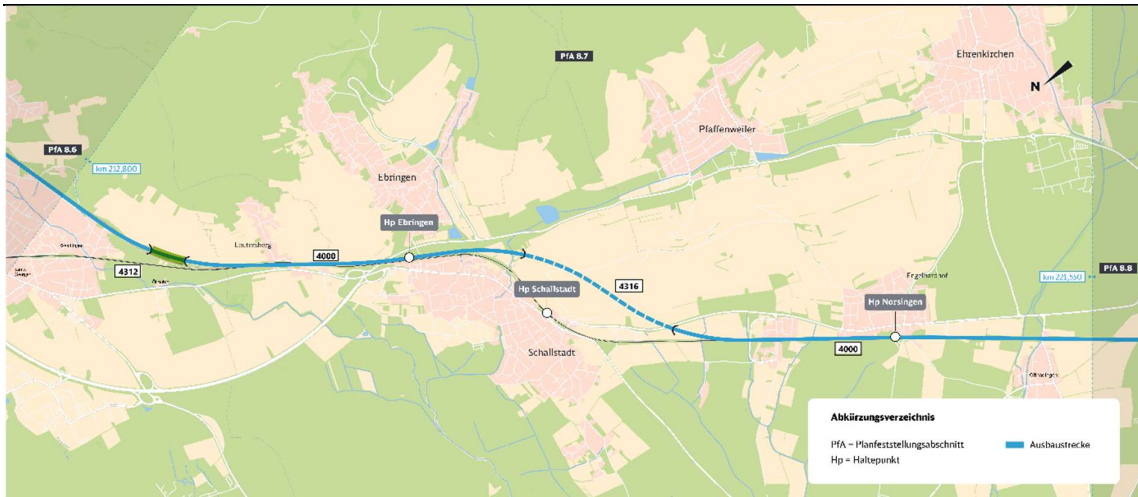 PfA 8.7
Ehrenkirchen
N
Pfaffenweiler
PfA 8.6
km 212,800
Ebringen
Hp Ebringen
Leutersberg
4000
4312
PfA 8.8
km 221,550
Engelberghof
Hp Schallstadt
4316
Hp Norsingen
4000
Schallstadt
Abkürzungsverzeichnis
PfA = Planfeststellungsabschnitt
Ausbaustrecke
Hp = Haltepunkt